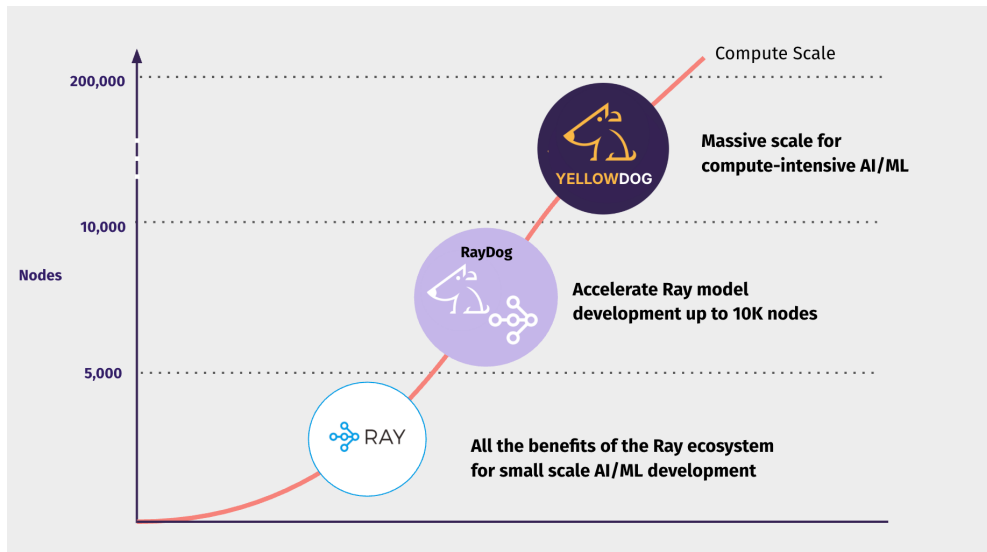 Compute Scale
200,000
Massive scale for
compute-intensive AI/ML
YELLOWDOG
10,000
RayDog
Nodes
Accelerate Ray model
development up to 10K nodes
5,000
RAY
All the benefits of the Ray ecosystem
for small scale AI/ML development